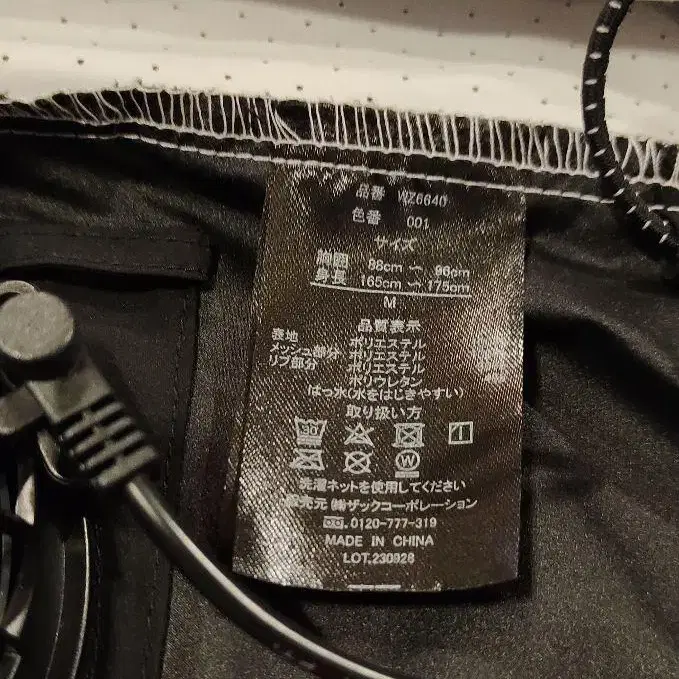 品番 WZ6640
色番 001
サイズ
胸囲 88cm 〜 96cm
身長 165cm 〜 175cm
M
品質表示
表地 ポリエステル
メッシュ部分 ポリエステル
リブ部分 ポリエステル
ポリウレタン
はっ水(水をはじきやすい)
取り扱い方
30
W
洗濯ネットを使用してください
販売元 ㈱ザックコーポレーション
.0120-777-319
MADE IN CHINA
LOT.230928